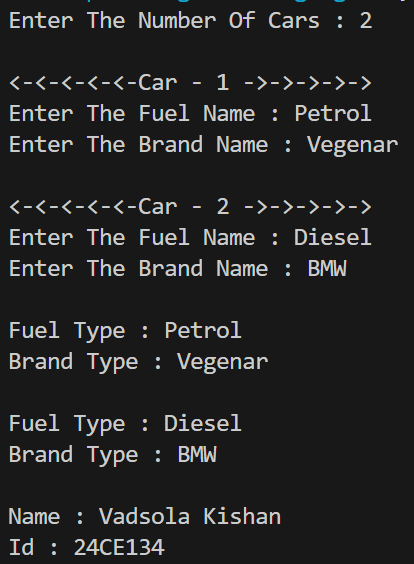 Enter The Number Of Cars : 2
<-<-<-<-<-Car - 1 ->->->->->
Enter The Fuel Name : Petrol
Enter The Brand Name : Vegenar
<-<-<-<-<-Car - 2 ->->->->->
Enter The Fuel Name : Diesel
Enter The Brand Name : BMW
Fuel Type : Petrol
Brand Type : Vegenar
Fuel Type : Diesel
Brand Type : BMW
Name : Vadsola Kishan
Id : 24CE134